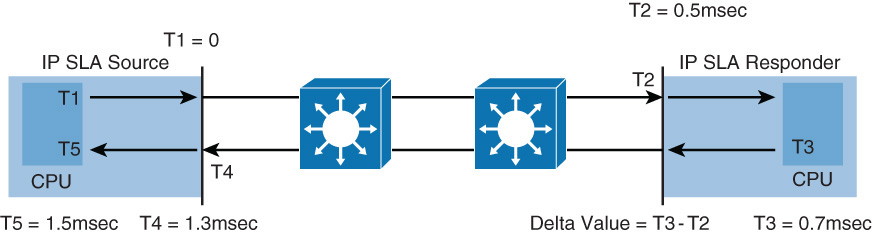 T2 = 0.5msec
T1 = 0
IP SLA Source
IP SLA Responder
T1
T2
T5
T4
T3
CPU
CPU
T5 = 1.5msec
T4 = 1.3msec
Delta Value = T3-T2
T3 = 0.7msec